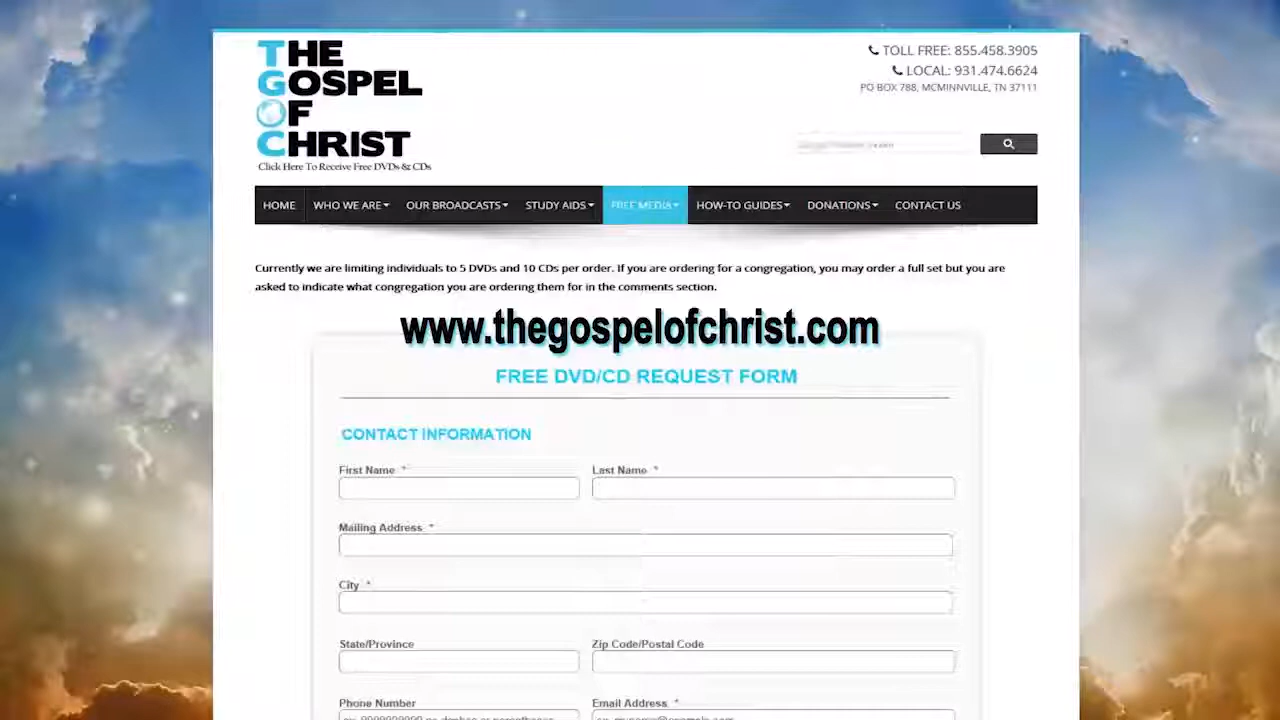 THE
GOSPEL
OF
CHRIST
Click Here To Receive Free DVDs & CDs
TOLL FREE: 855.458.3905
LOCAL: 931.474.6624
PO BOX 788, MCMINNVILLE, TN 37111
HOME WHO WE ARE OUR BROADCASTS STUDY AIDS FREE MEDIA HOW-TO GUIDES DONATIONS CONTACT US
Currently we are limiting individuals to 5 DVDs and 10 CDs per order. If you are ordering for a congregation, you may order a full set but you are
asked to indicate what congregation you are ordering them for in the comments section.
www.thegospelofchrist.com
FREE DVD/CD REQUEST FORM
CONTACT INFORMATION
First Name * Last Name *
Mailing Address *
City *
State/Province Zip Code/Postal Code
Phone Number Email Address *